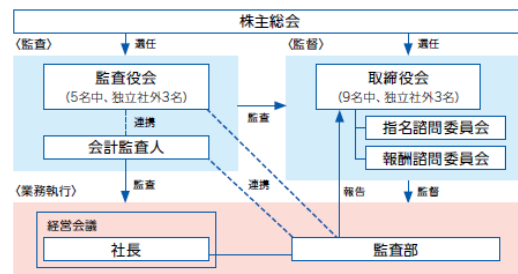 株主総会
〈監査〉
選任
〈監督〉
選任
監査役会
(5名中、独立社外3名)
取締役会
(9名中、独立社外3名)
連携
監査
指名諮問委員会
会計監査人
報酬諮問委員会
〈業務執行〉
監査
連携
報告
監督
経営会議
社長
監査部